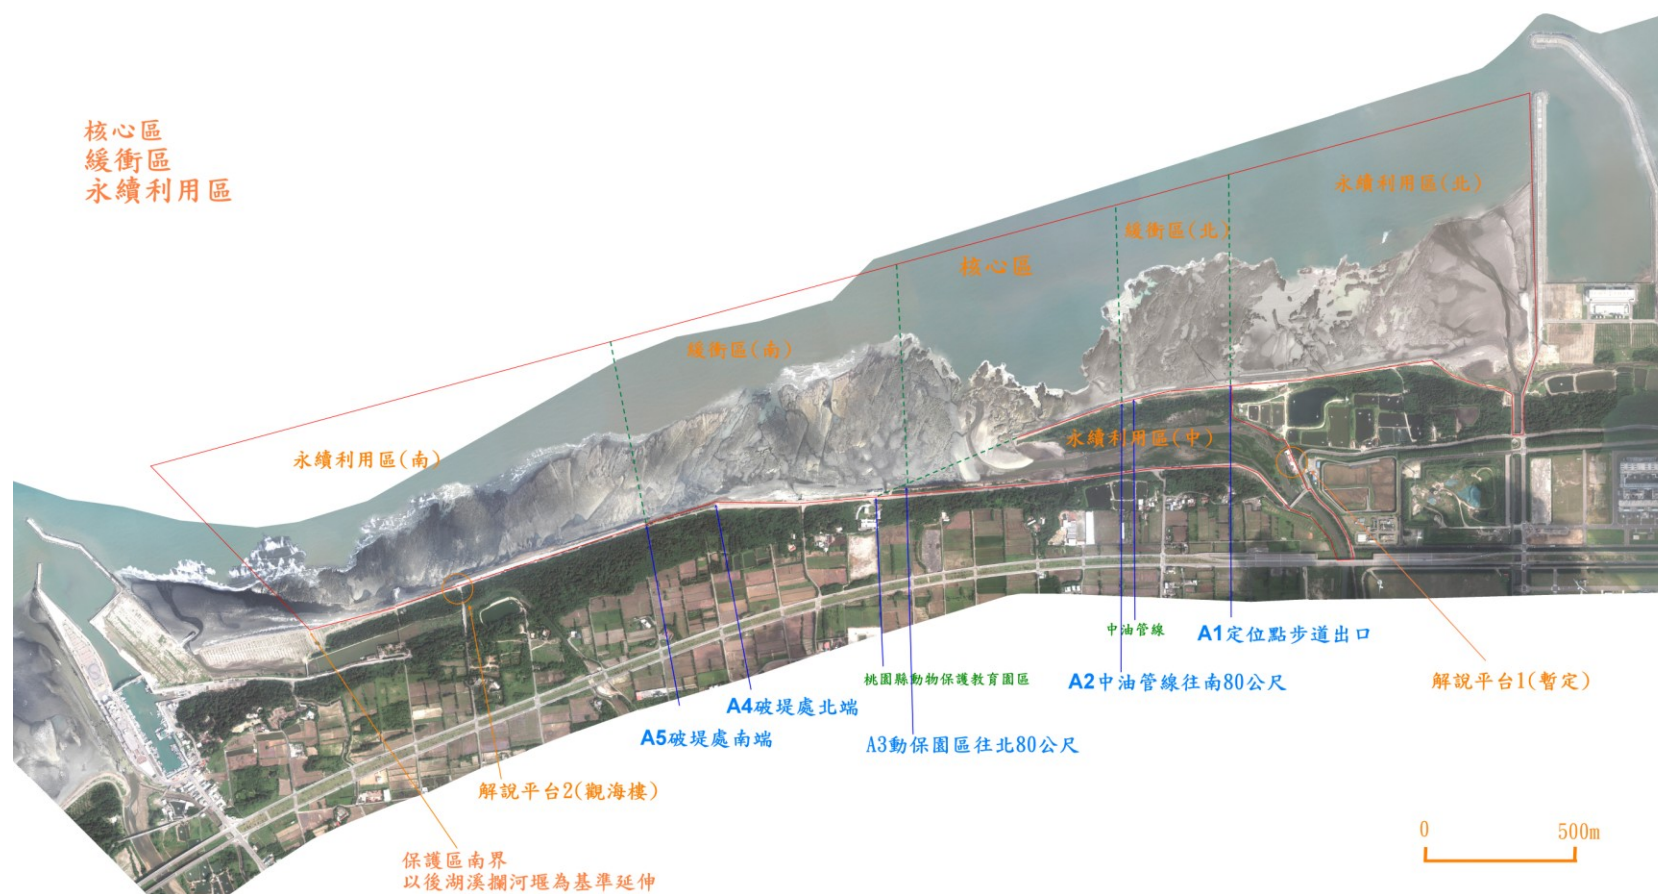 核心區
緩衝區
永續利用區
永續利用區(北)
緩衝區(北)
核心區
緩衝區(南)
永續利用區(南)
永續利用區(中)
中油管線
A1定位點步道出口
桃園縣動物保護教育園區
A2中油管線往南80公尺
解說平台1(暫定)
A4破堤處北端
A5破堤處南端
A3動保園區往北80公尺
解說平台2(觀海樓)
保護區南界
以後湖溪攔河堰為基準延伸
0 500m